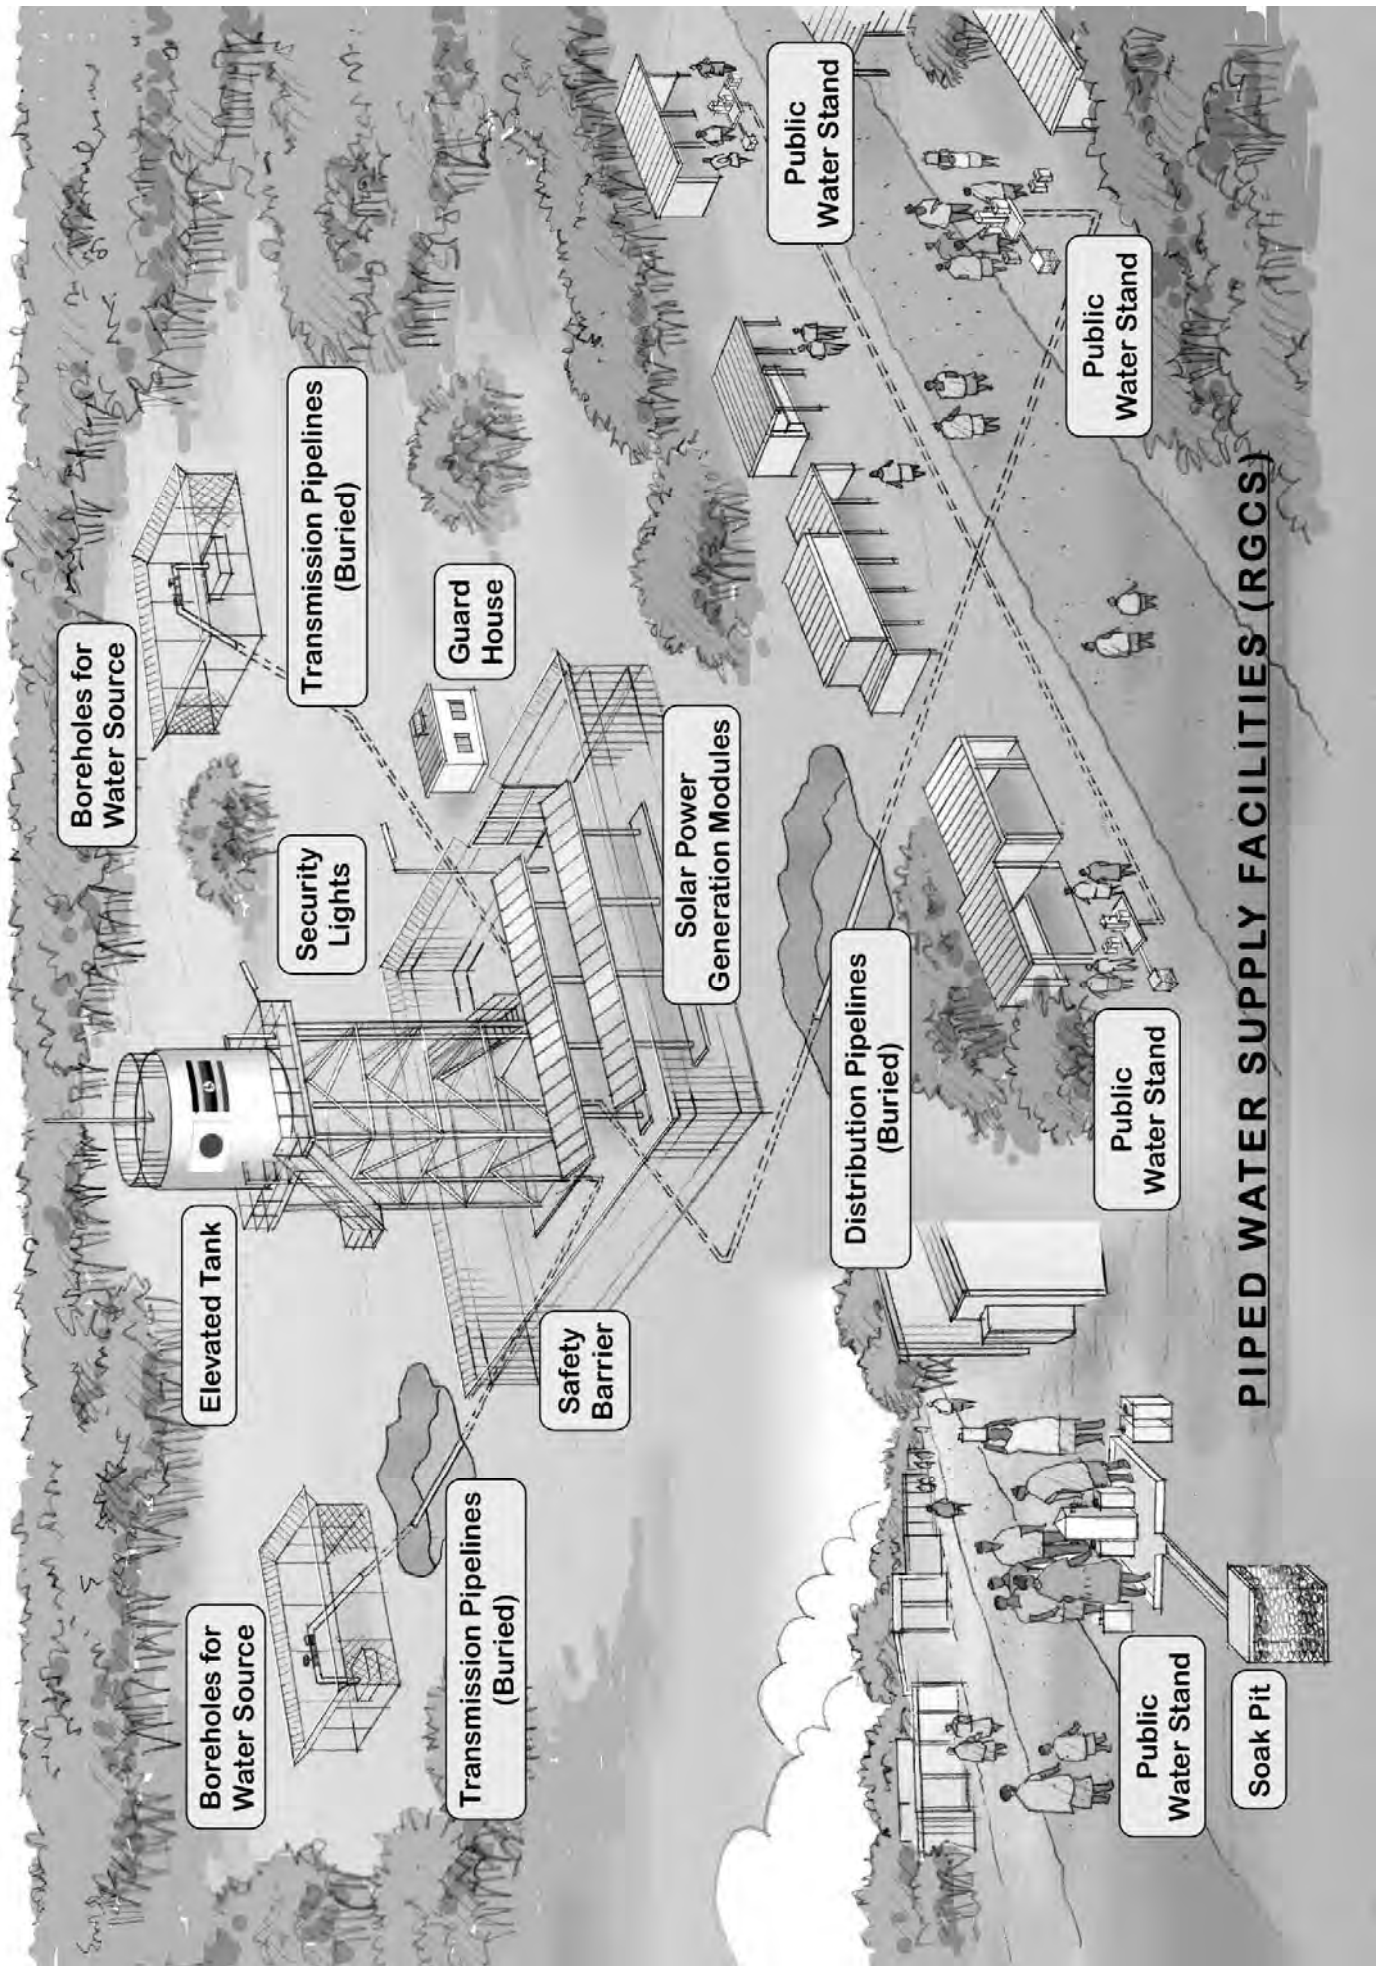 Boreholes for
Water Source
Elevated Tank
Boreholes for
Water Source
Security
Lights
Transmission Pipelines
(Buried)
Guard
House
Transmission Pipelines
(Buried)
Safety
Barrier
Solar Power
Generation Modules
Public
Water Stand
Distribution Pipelines
(Buried)
Public
Water Stand
Public
Water Stand
Public
Water Stand
Soak Pit
PIPED WATER SUPPLY FACILITIES (RGCS)